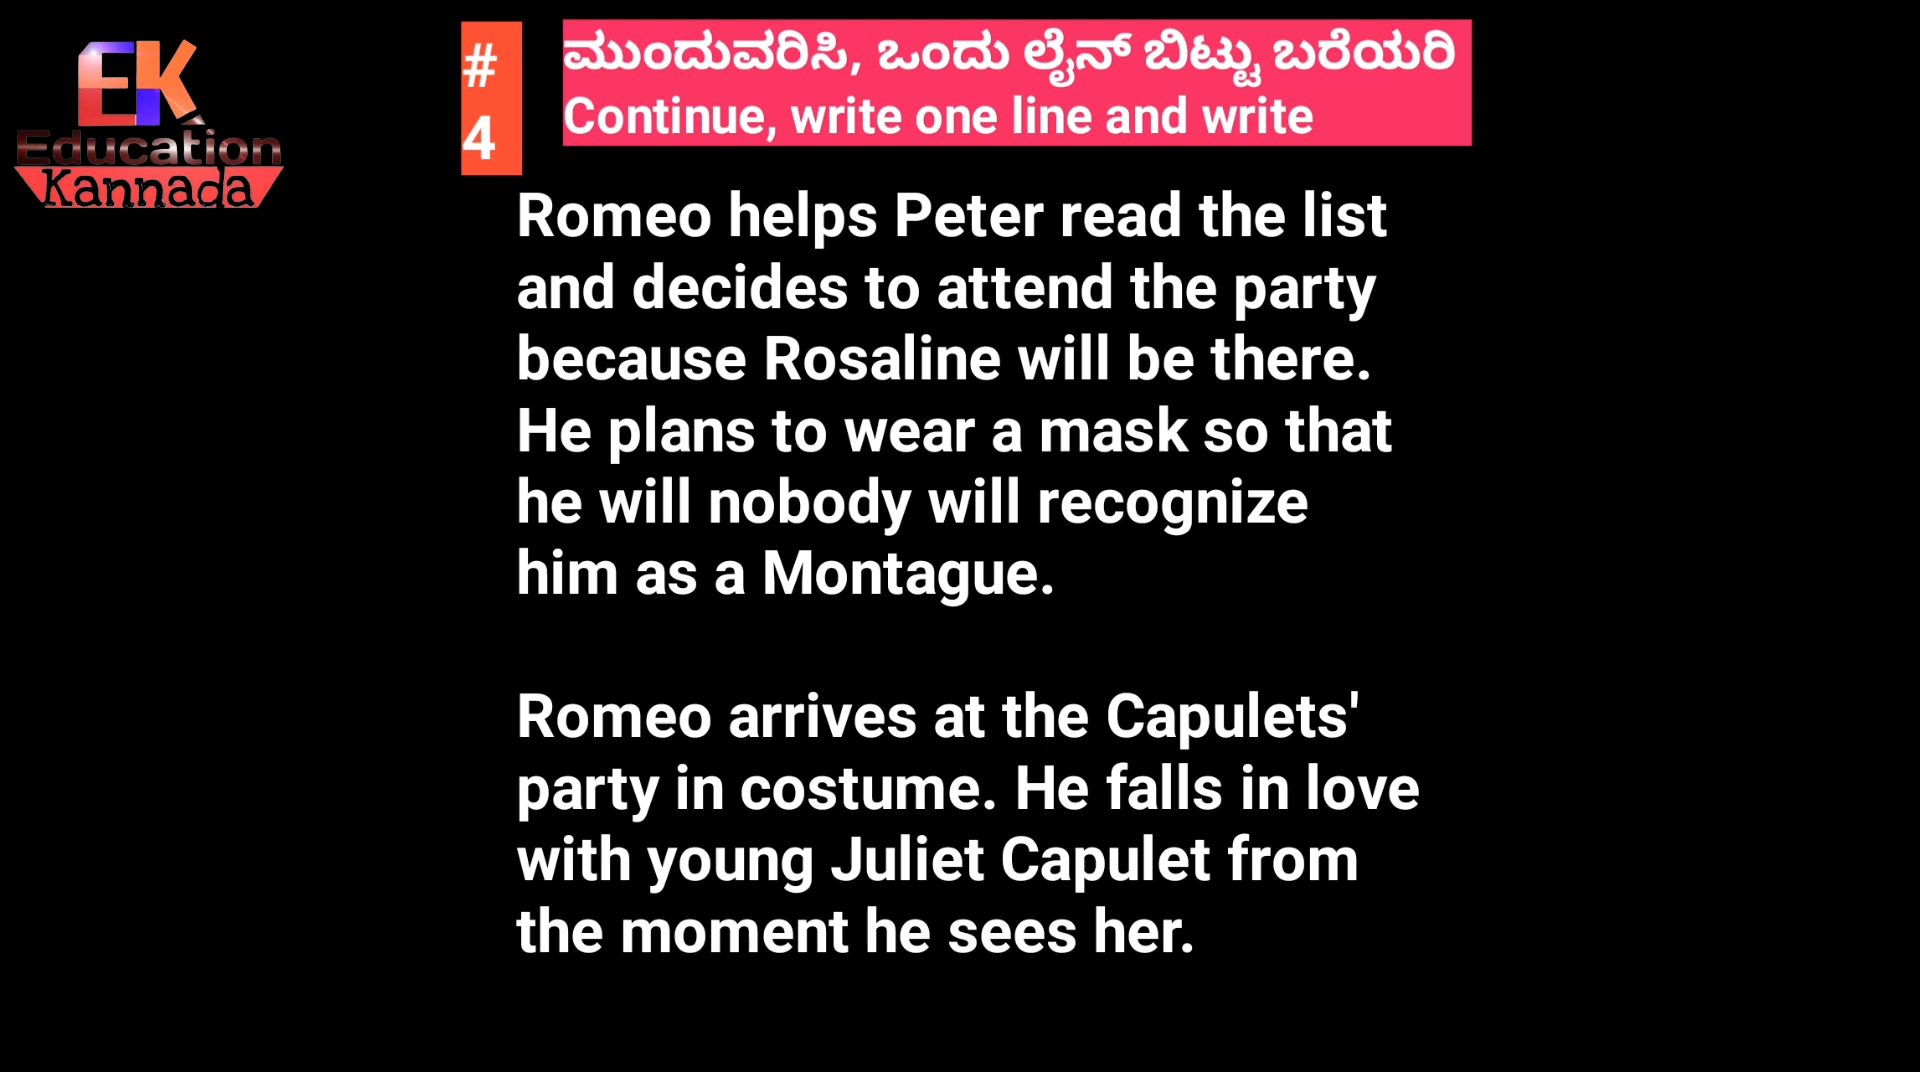 EK
Education
Kannada
#
4
ಮುಂದುವರಿಸಿ, ಒಂದು ಲೈನ್ ಬಿಟ್ಟು ಬರೆಯರಿ
Continue, write one line and write
Romeo helps Peter read the list
and decides to attend the party
because Rosaline will be there.
He plans to wear a mask so that
he will nobody will recognize
him as a Montague.
Romeo arrives at the Capulets'
party in costume. He falls in love
with young Juliet Capulet from
the moment he sees her.